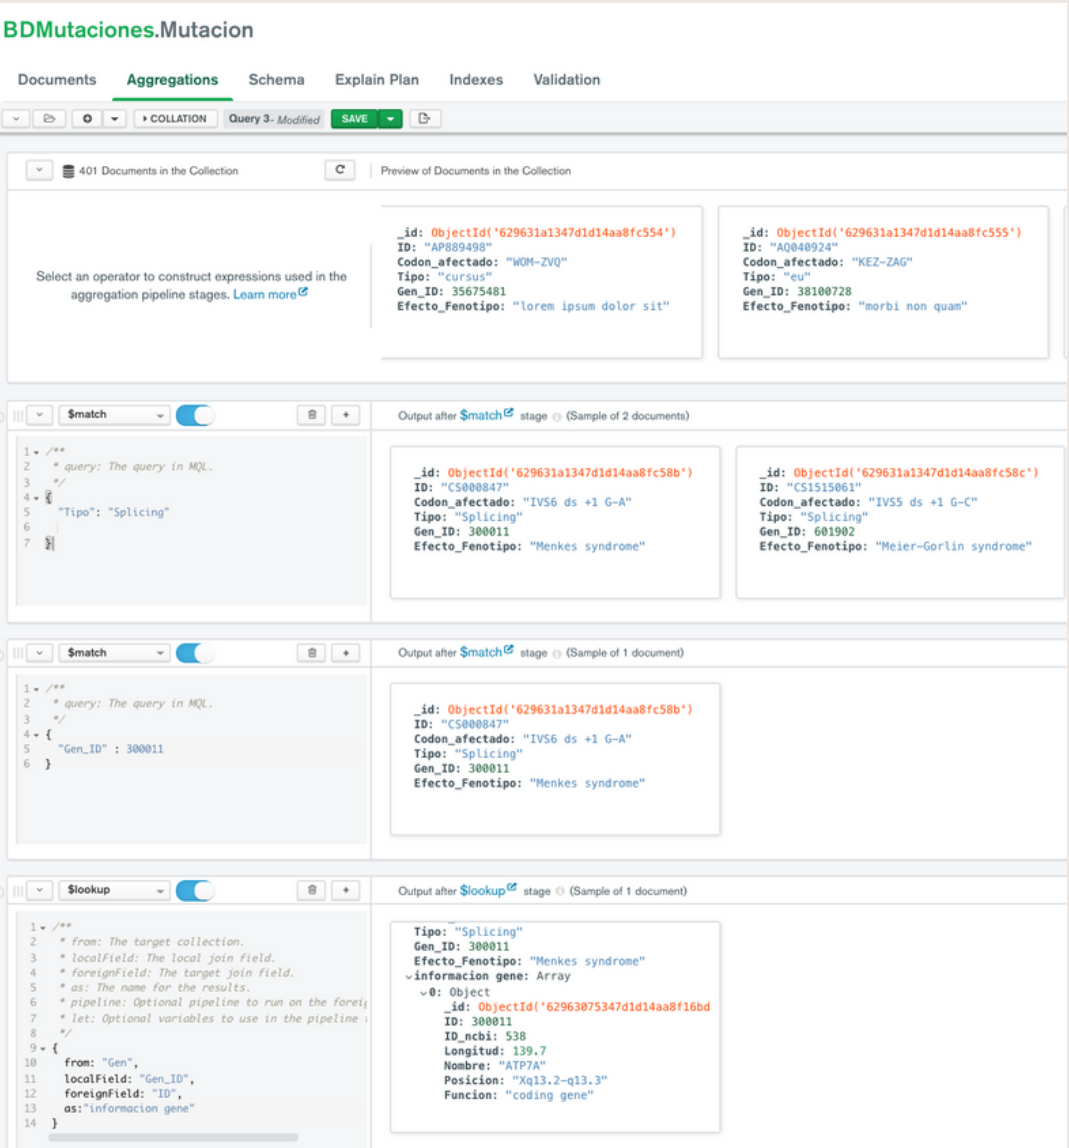 BDMutaciones.Mutacion
Documents Aggregations Schema Explain Plan Indexes Validation
COLLATION Query 3 - Modified SAVE
401 Documents in the Collection Preview of Documents in the Collection
Select an operator to construct expressions used in the
aggregation pipeline stages. Learn more
_id: ObjectId('629631a1347d1d14aa8fc554')
ID: "AP889498"
Codon_afectado: "WOM-ZVQ"
Tipo: "cursus"
Gen_ID: 35675481
Efecto_Fenotipo: "lorem ipsum dolor sit"
_id: ObjectId('629631a1347d1d14aa8fc555')
ID: "AQ040924"
Codon_afectado: "KEZ-ZAG"
Tipo: "eu"
Gen_ID: 38100728
Efecto_Fenotipo: "morbi non quam"
$match Output after $match stage (Sample of 2 documents)
1 /**
2 * query: The query in MQL.
3 */
4 {
5 "Tipo": "Splicing"
6
7 }
_id: ObjectId('629631a1347d1d14aa8fc58b')
ID: "CS000847"
Codon_afectado: "IVS6 ds +1 G-A"
Tipo: "Splicing"
Gen_ID: 300011
Efecto_Fenotipo: "Menkes syndrome"
_id: ObjectId('629631a1347d1d14aa8fc58c')
ID: "CS1515061"
Codon_afectado: "IVS5 ds +1 G-C"
Tipo: "Splicing"
Gen_ID: 601902
Efecto_Fenotipo: "Meier-Gorlin syndrome"
$match Output after $match stage (Sample of 1 document)
1 /**
2 * query: The query in MQL.
3 */
4 {
5 "Gen_ID" : 300011
6 }
_id: ObjectId('629631a1347d1d14aa8fc58b')
ID: "CS000847"
Codon_afectado: "IVS6 ds +1 G-A"
Tipo: "Splicing"
Gen_ID: 300011
Efecto_Fenotipo: "Menkes syndrome"
$lookup Output after $lookup stage (Sample of 1 document)
1 /**
2 * from: The target collection.
3 * localField: The local join field.
4 * foreignField: The target join field.
5 * as: The name for the results.
6 * pipeline: Optional pipeline to run on the foreig
7 * let: Optional variables to use in the pipeline
8 */
9 {
10 from: "Gen",
11 localField: "Gen_ID",
12 foreignField: "ID",
13 as:"informacion gene"
14 }
Tipo: "Splicing"
Gen_ID: 300011
Efecto_Fenotipo: "Menkes syndrome"
informacion gene: Array
0: Object
_id: ObjectId('62963075347d1d14aa8f16bd
ID: 300011
ID_ncbi: 538
Longitud: 139.7
Nombre: "ATP7A"
Posicion: "Xq13.2-q13.3"
Funcion: "coding gene"